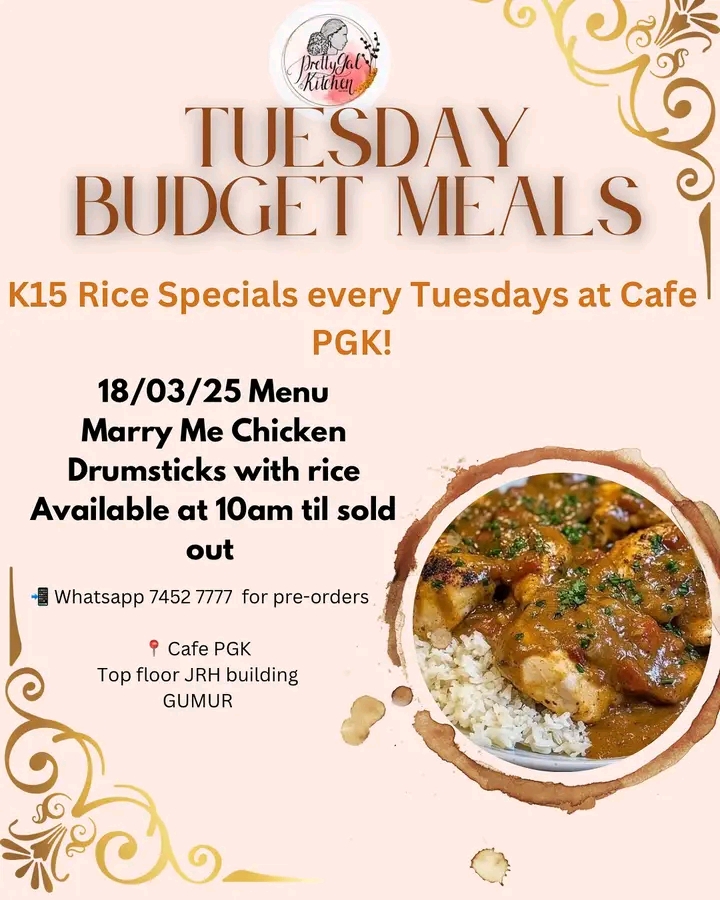 PrettyGal
Kitchen
TUESDAY
BUDGET MEALS
K15 Rice Specials every Tuesdays at Cafe
PGK!
18/03/25 Menu
Marry Me Chicken
Drumsticks with rice
Available at 10am til sold
out
📲 Whatsapp 7452 7777 for pre-orders
📍 Cafe PGK
Top floor JRH building
GUMUR